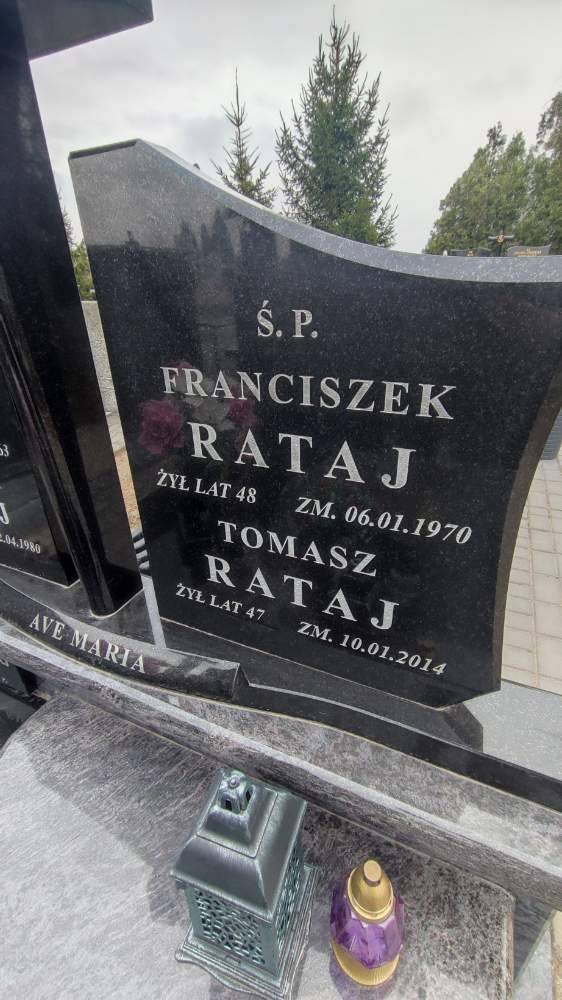 Ś. P.
FRANCISZEK
RATAJ
ŻYŁ LAT 48 ZM. 06.01.1970
TOMASZ
RATAJ
ŻYŁ LAT 47 ZM. 10.01.2014
AVE MARIA